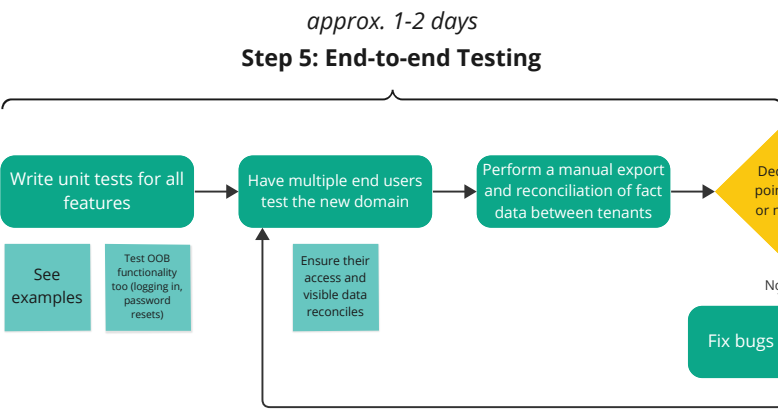 approx. 1-2 days
Step 5: End-to-end Testing
Write unit tests for all
features
Have multiple end users
test the new domain
Perform a manual export
and reconciliation of fact
data between tenants
See
examples
Test OOB
functionality
too (logging in,
password
resets)
Ensure their
access and
visible data
reconciles
Fix bugs